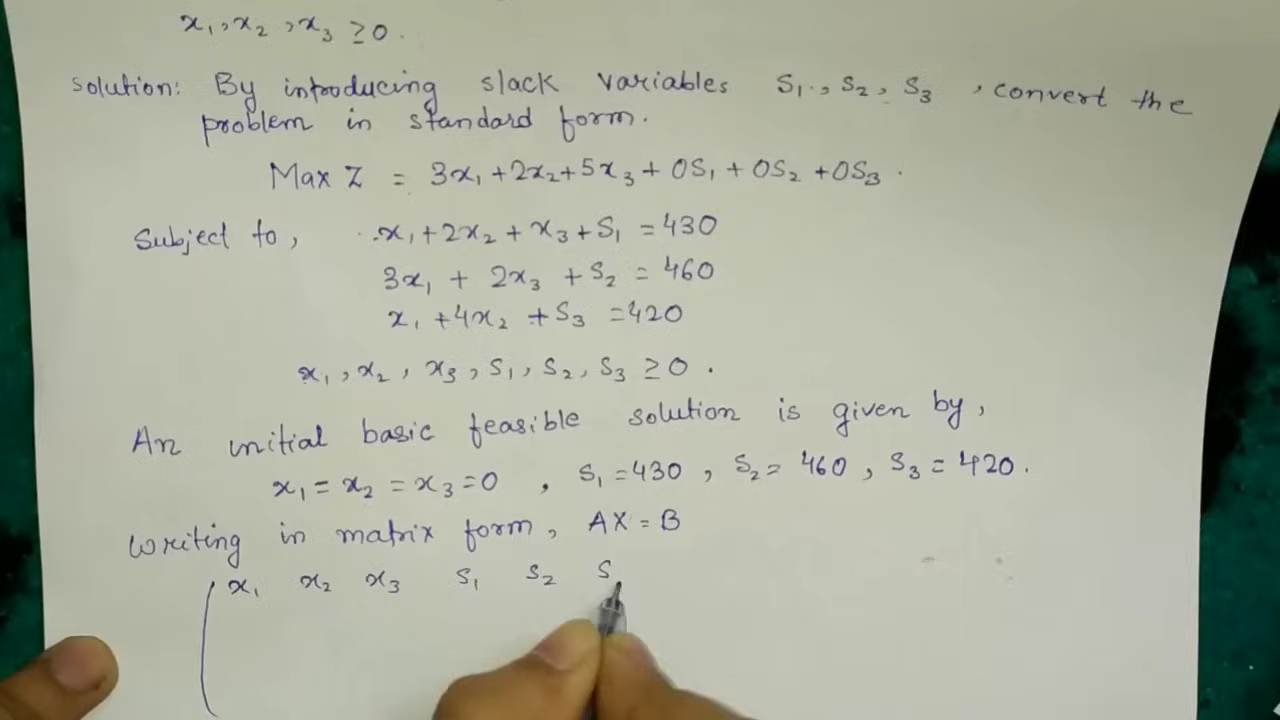 x₁, x₂, x₃ ≥ 0.
Solution: By introducing slack variables S₁, S₂, S₃, convert the
problem in standard form.
Max Z = 3x₁ + 2x₂ + 5x₃ + 0S₁ + 0S₂ + 0S₃.
Subject to, x₁ + 2x₂ + x₃ + S₁ = 430
3x₁ + 2x₃ + S₂ = 460
x₁ + 4x₂ + S₃ = 420
x₁, x₂, x₃, S₁, S₂, S₃ ≥ 0.
An initial basic feasible solution is given by,
x₁ = x₂ = x₃ = 0, S₁ = 430, S₂ = 460, S₃ = 420.
Writing in matrix form, AX = B
( x₁ x₂ x₃ S₁ S₂ S